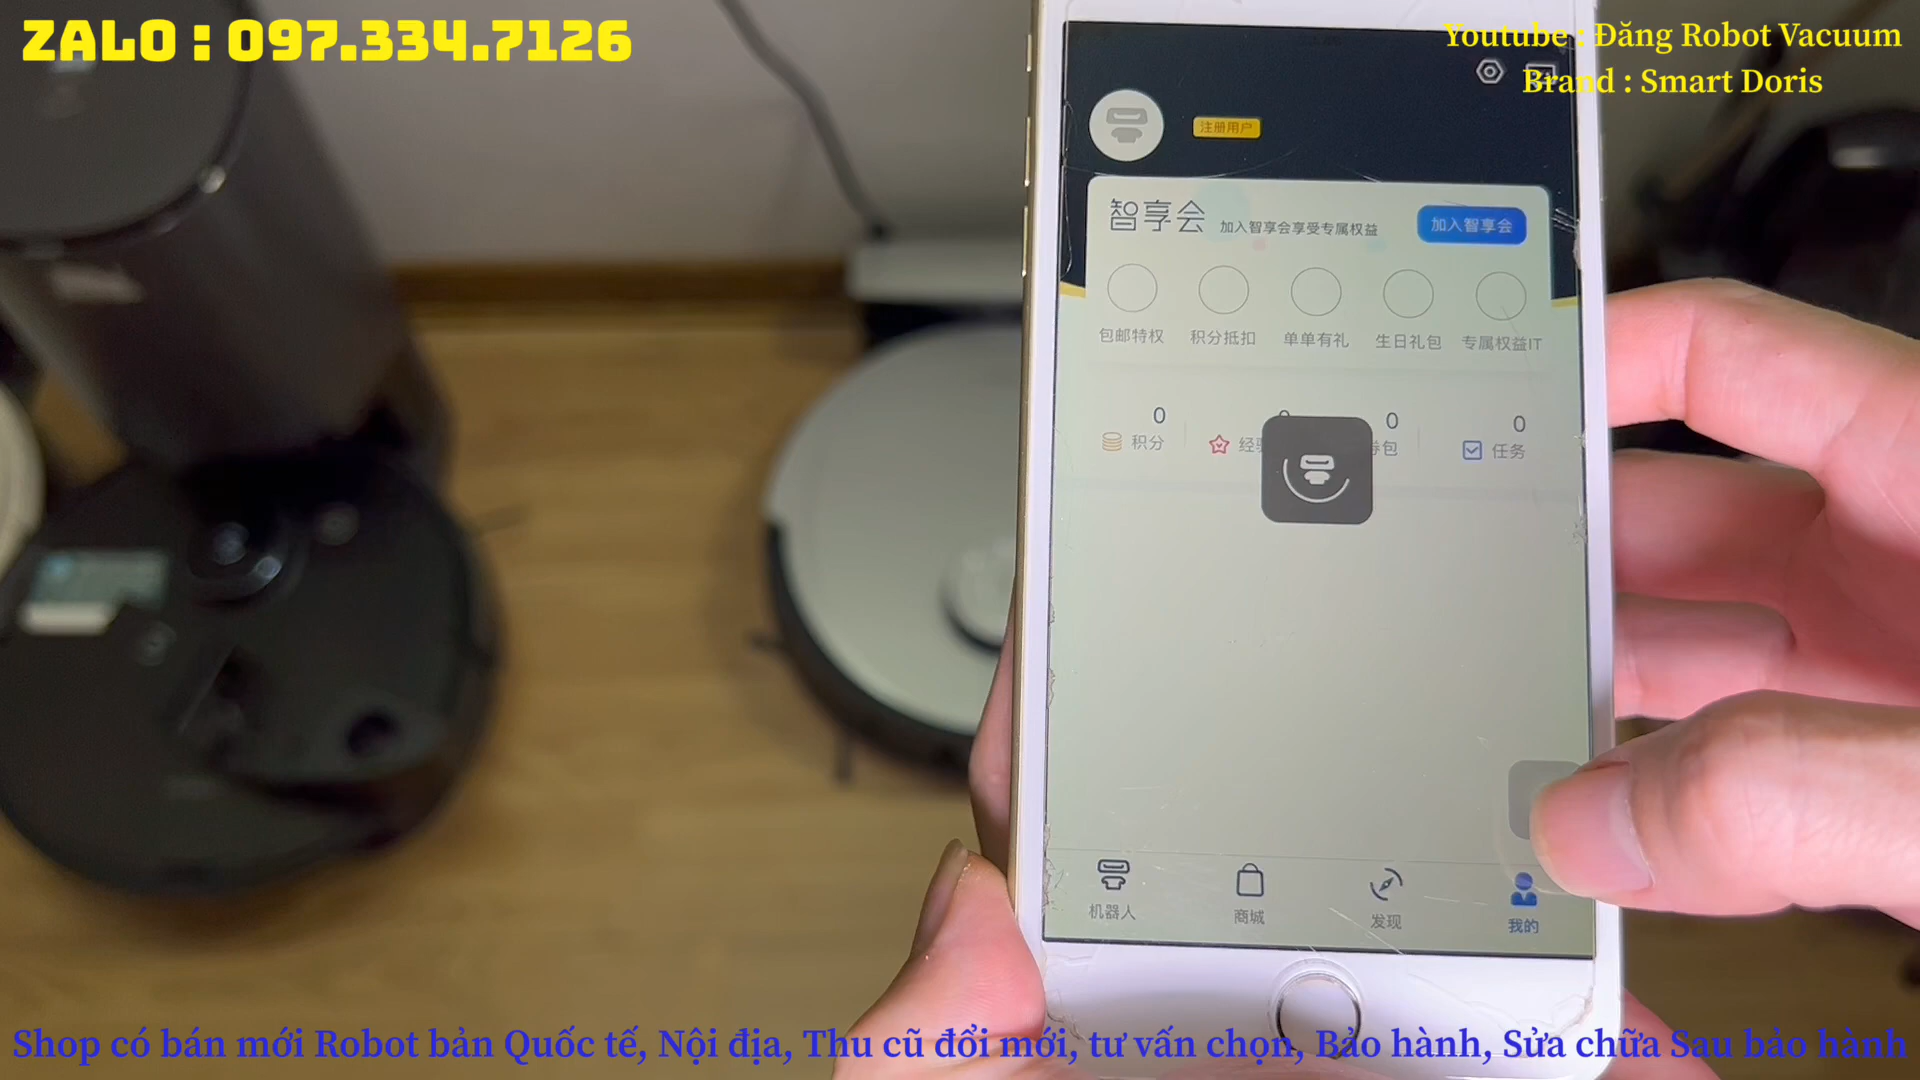 ZALO : 097.334.7126
Youtube : Đăng Robot Vacuum
Brand : Smart Doris
注册用户
智享会 加入智享会享受专属权益 加入智享会
包邮特权 积分抵扣 单单有礼 生日礼包 专属权益IT
0 0 0
积分 任务
机器人 商城 发现 我的
Shop có bán mới Robot bản Quốc tế, Nội địa, Thu cũ đổi mới, tư vấn chọn, Bảo hành, Sửa chữa Sau bảo hành